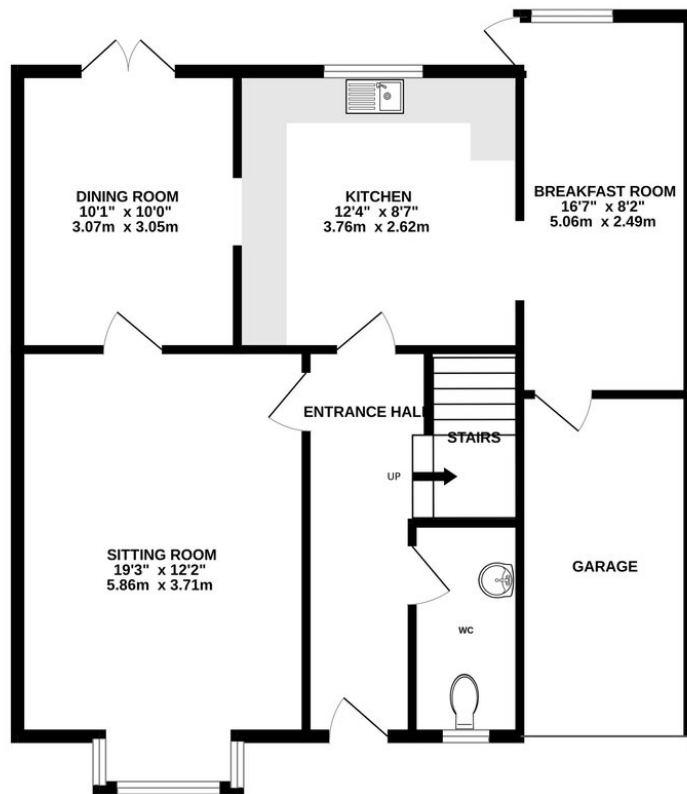 DINING ROOM
10'1" x 10'0"
3.07m x 3.05m
KITCHEN
12'4" x 8'7"
3.76m x 2.62m
BREAKFAST ROOM
16'7" x 8'2"
5.06m x 2.49m
ENTRANCE HALL
STAIRS
UP
SITTING ROOM
19'3" x 12'2"
5.86m x 3.71m
GARAGE
WC